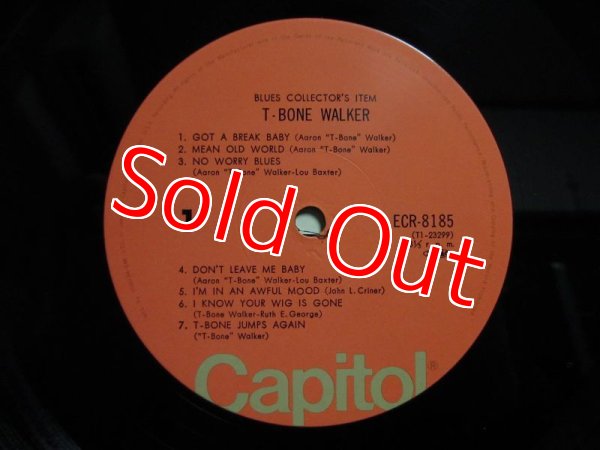 BLUES COLLECTOR'S ITEM
T-BONE WALKER
1. GOT A BREAK BABY (Aaron "T-Bone" Walker)
2. MEAN OLD WORLD (Aaron "T-Bone" Walker)
3. NO WORRY BLUES
(Aaron "T-Bone" Walker-Lou Baxter)
Sold Out
ECR-8185
(T1-23299)
4. DON'T LEAVE ME BABY
(Aaron "T-Bone" Walker-Lou Baxter)
5. I'M IN AN AWFUL MOOD (John L. Criner)
6. I KNOW YOUR WIG IS GONE
(T-Bone Walker-Ruth E. George)
7. T-BONE JUMPS AGAIN
("T-Bone" Walker)
Capitol®